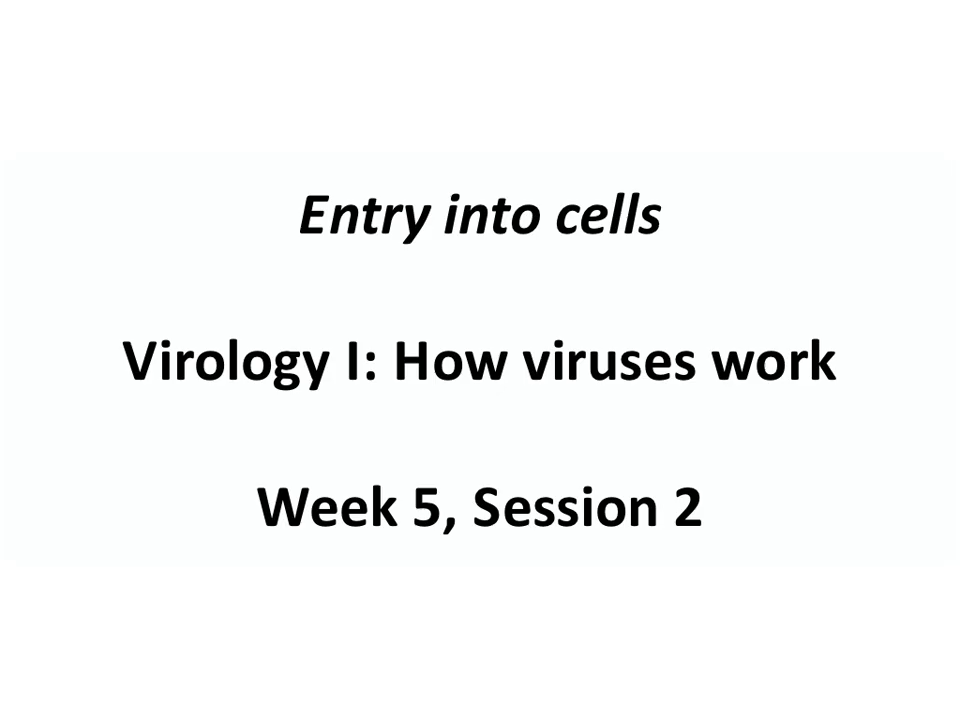 Entry into cells
Virology I: How viruses work
Week 5, Session 2